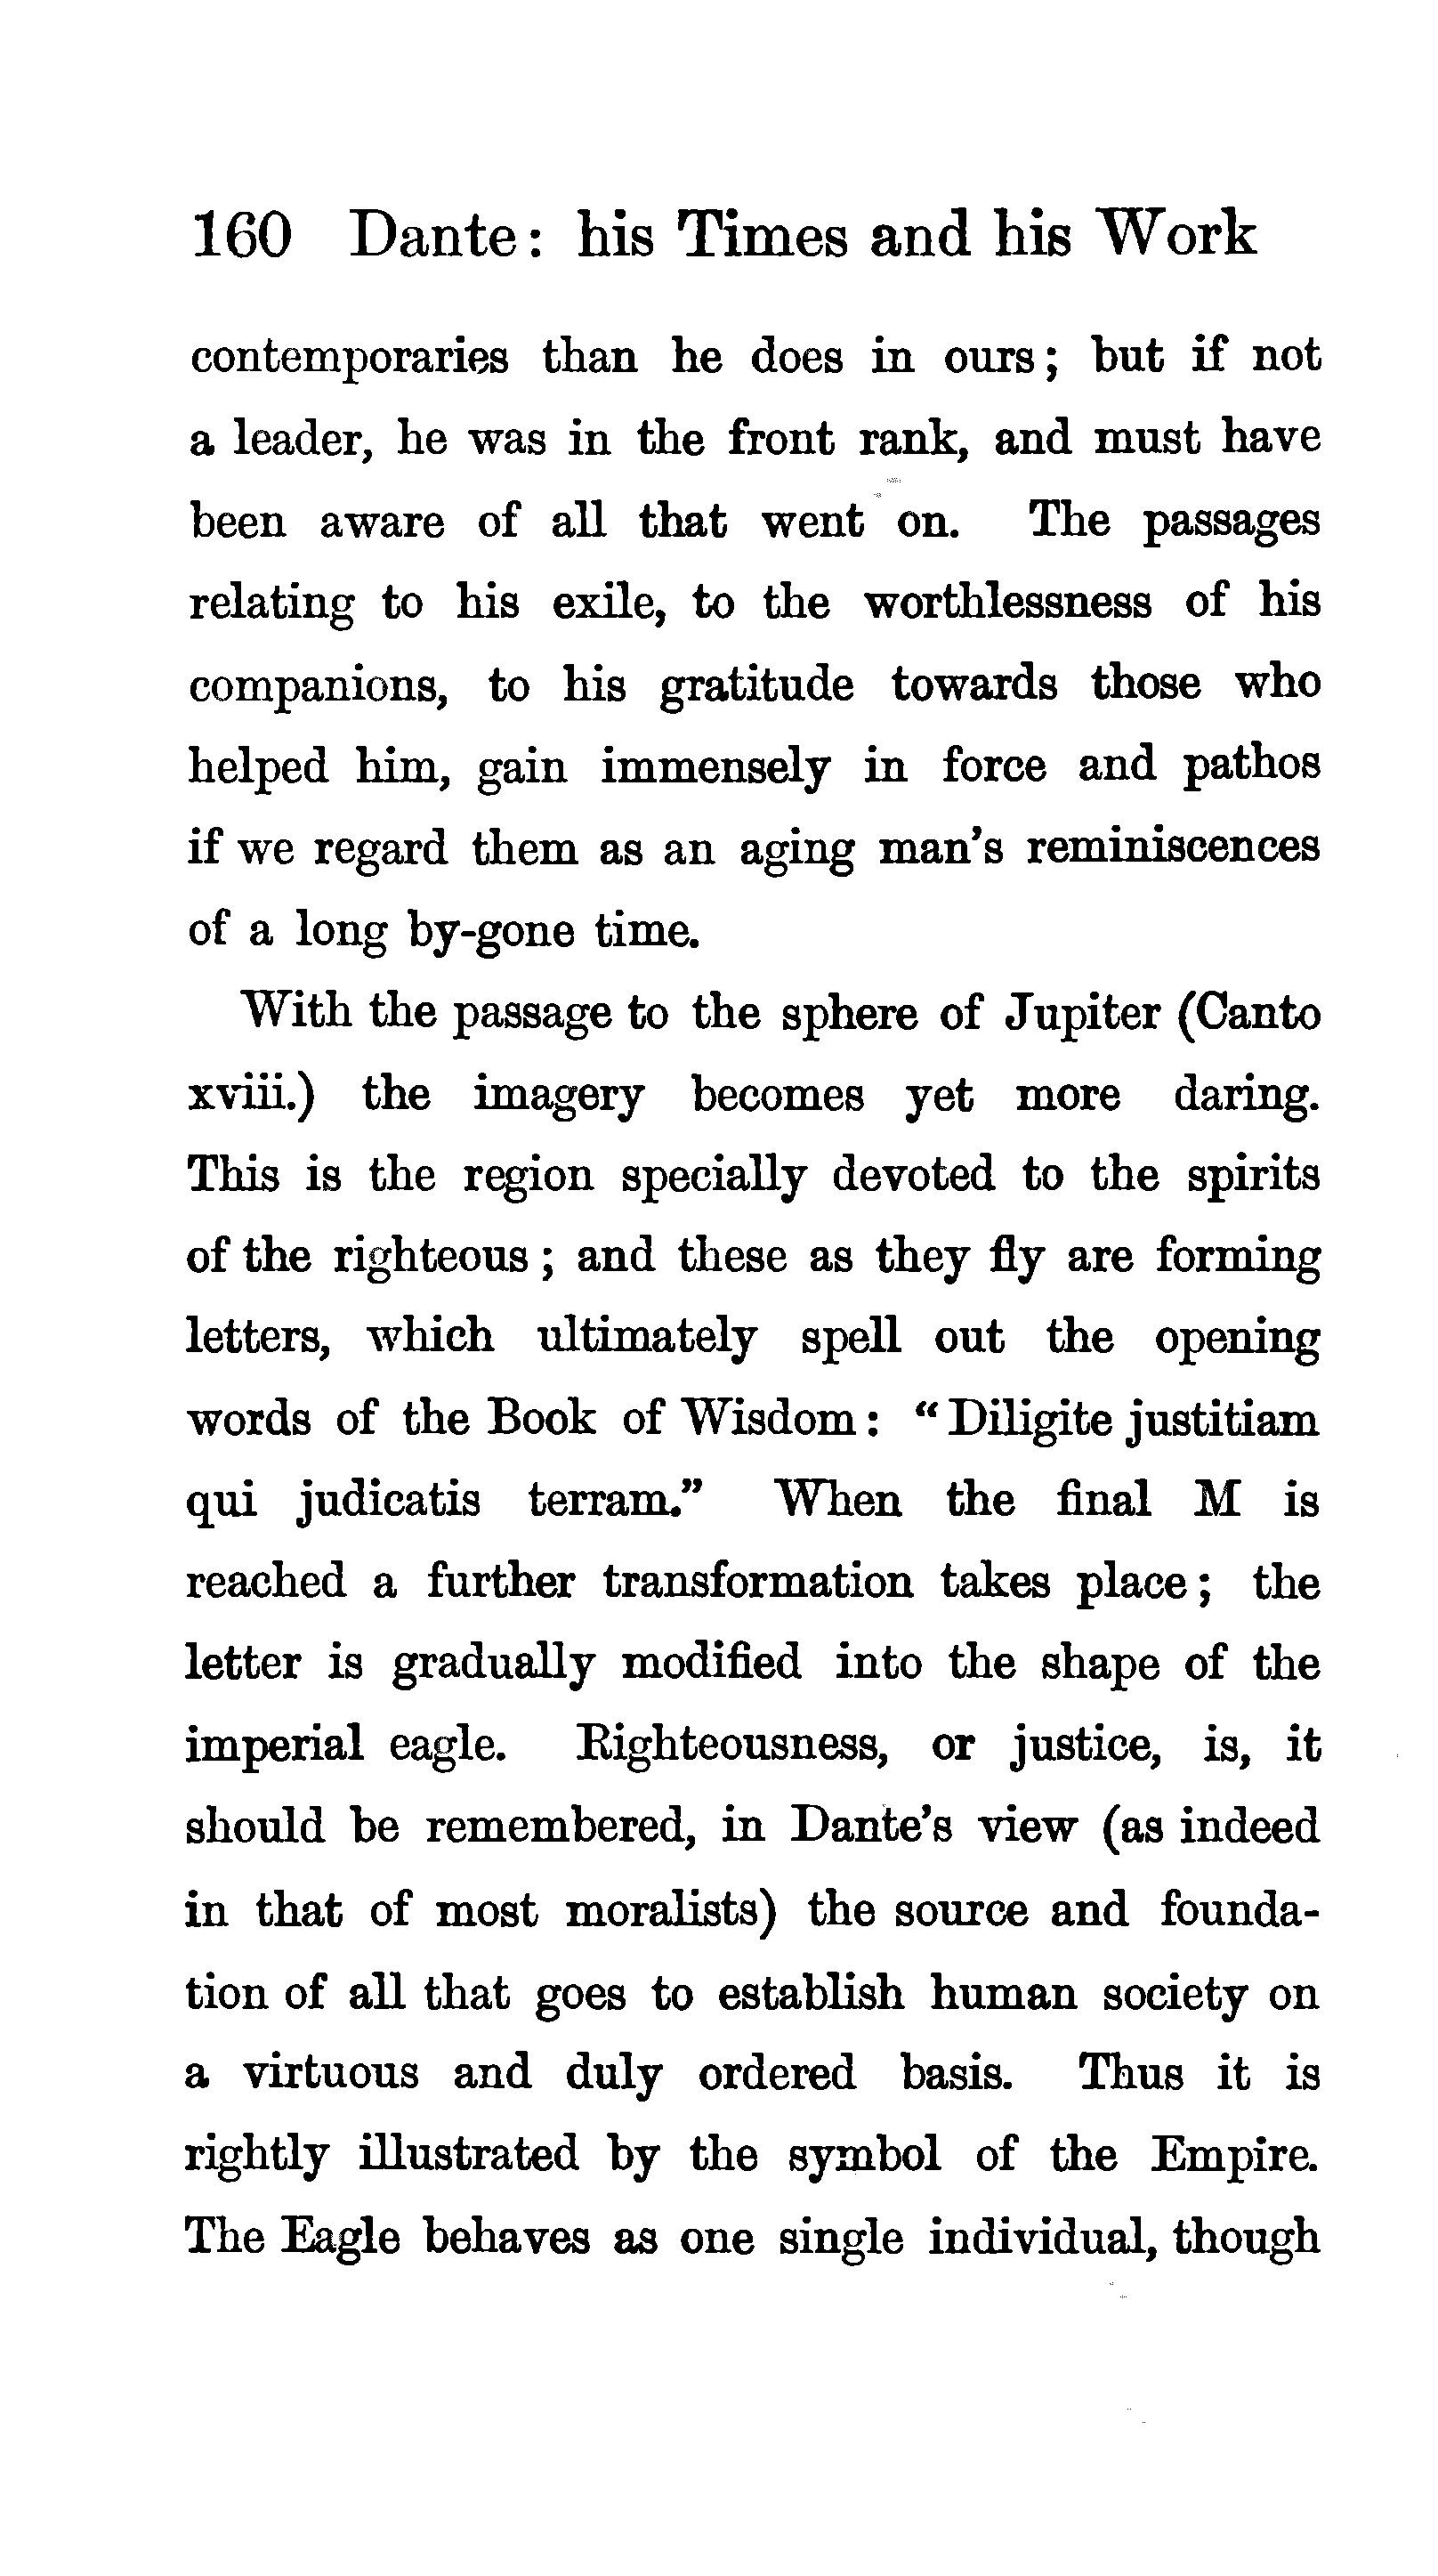 160 Dante: his Times and his Work
contemporaries than he does in ours; but if not
a leader, he was in the front rank, and must have
been aware of all that went on. The passages
relating to his exile, to the worthlessness of his
companions, to his gratitude towards those who
helped him, gain immensely in force and pathos
if we regard them as an aging man's reminiscences
of a long by-gone time.
With the passage to the sphere of Jupiter (Canto
xviii.) the imagery becomes yet more daring.
This is the region specially devoted to the spirits
of the righteous; and these as they fly are forming
letters, which ultimately spell out the opening
words of the Book of Wisdom: "Diligite justitiam
qui judicatis terram." When the final M is
reached a further transformation takes place; the
letter is gradually modified into the shape of the
imperial eagle. Righteousness, or justice, is, it
should be remembered, in Dante's view (as indeed
in that of most moralists) the source and founda-
tion of all that goes to establish human society on
a virtuous and duly ordered basis. Thus it is
rightly illustrated by the symbol of the Empire.
The Eagle behaves as one single individual, though